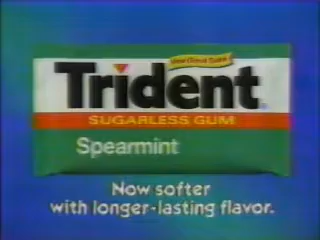 Trident
SUGARLESS GUM
Spearmint
Now softer
with longer-lasting flavor.